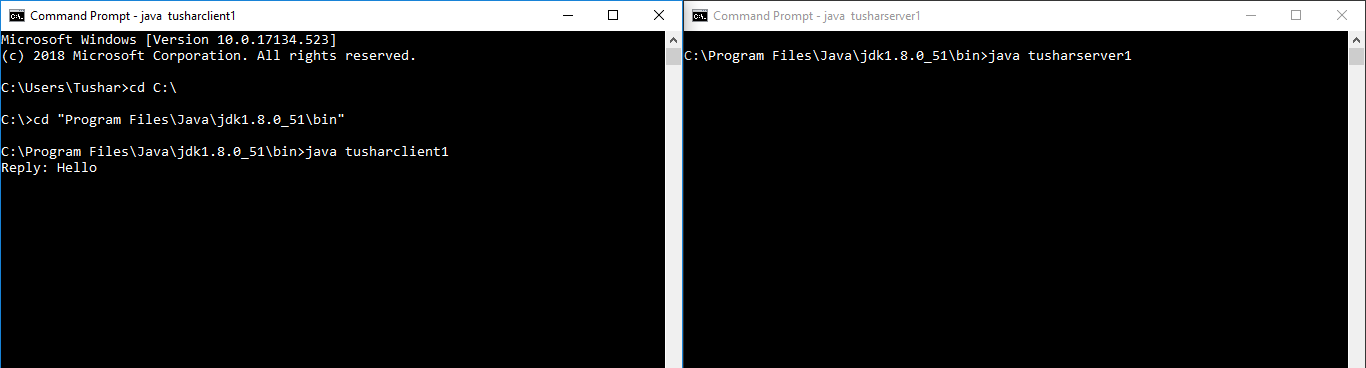 Command Prompt - java  tusharclient1
Microsoft Windows [Version 10.0.17134.523]
(c) 2018 Microsoft Corporation. All rights reserved.
C:\Users\Tushar>cd C:\
C:\>cd "Program Files\Java\jdk1.8.0_51\bin"
C:\Program Files\Java\jdk1.8.0_51\bin>java tusharclient1
Reply: Hello
Command Prompt - java  tusharserver1
C:\Program Files\Java\jdk1.8.0_51\bin>java tusharserver1